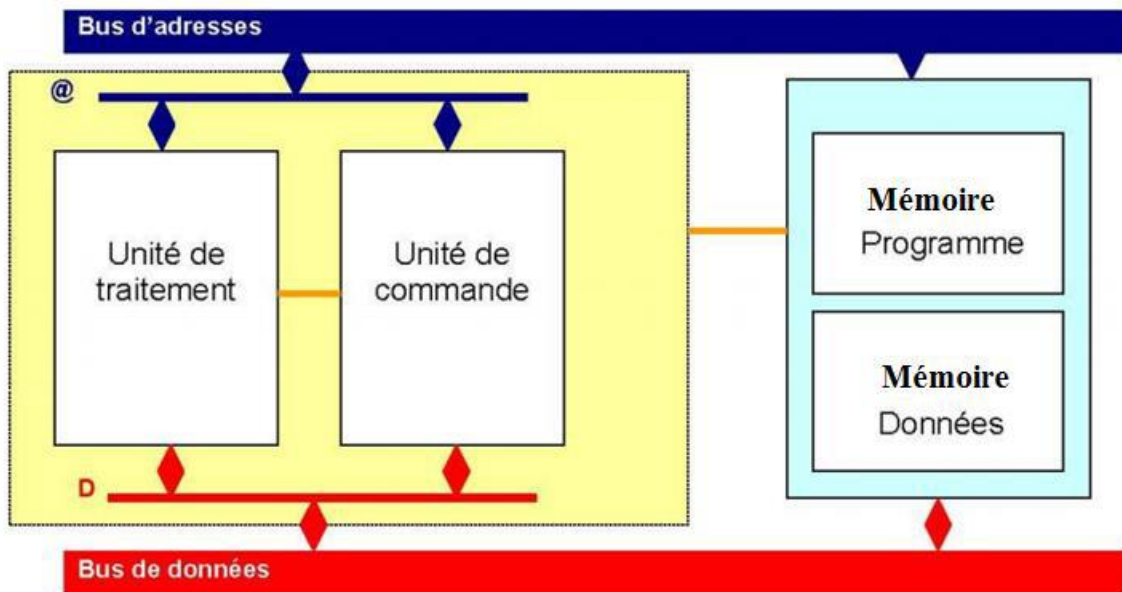 Bus d'adresses
@
Unité de
traitement
Unité de
commande
Mémoire
Programme
Mémoire
Données
D
Bus de données